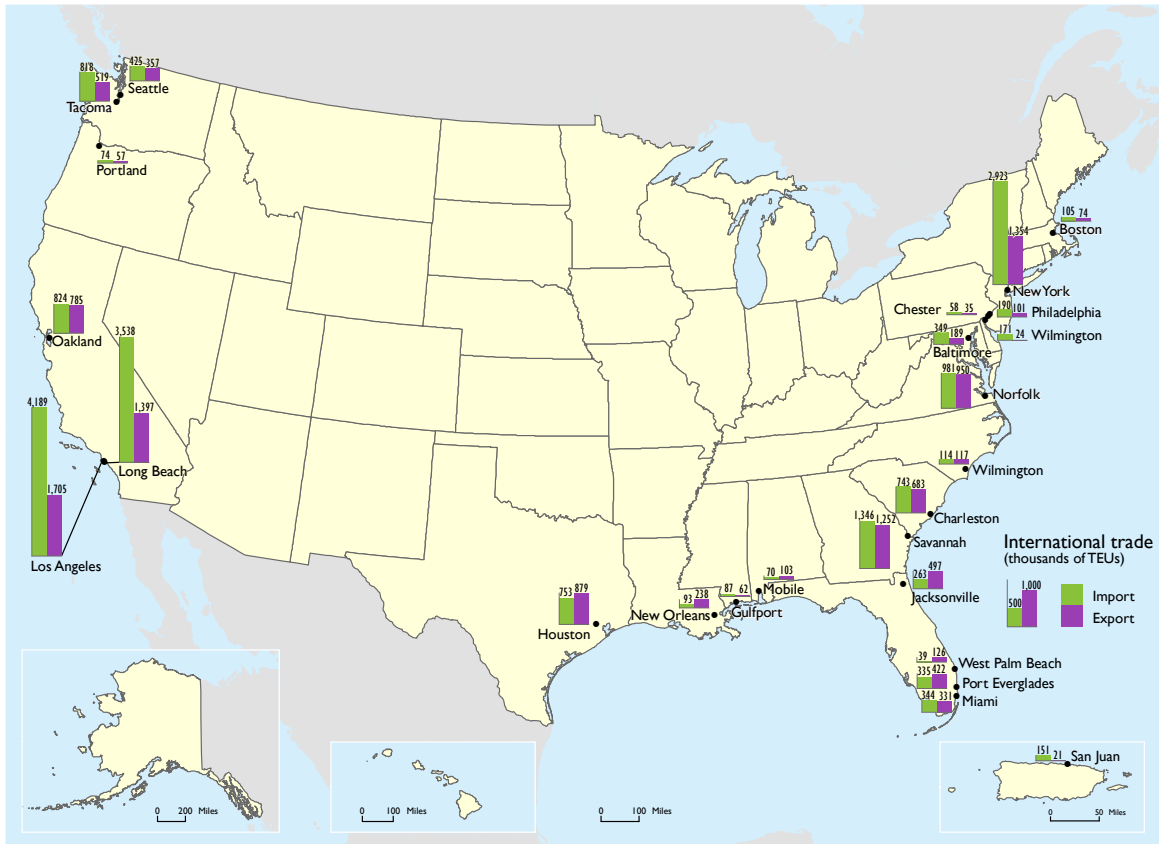 818
519
Tacoma
425
357
Seattle
74
57
Portland
2,923
1,354
New York
105
74
Boston
Chester
58
35
190
101
Philadelphia
171
24
Wilmington
349
189
Baltimore
981
950
Norfolk
824
785
Oakland
3,538
1,397
Long Beach
4,189
1,705
Los Angeles
114
117
Wilmington
743
683
Charleston
1,346
1,252
Savannah
263
497
Jacksonville
International trade
(thousands of TEUs)
500
1,000
Import
Export
753
879
Houston
93
238
New Orleans
87
62
Gulfport
70
103
Mobile
39
126
West Palm Beach
335
422
Port Everglades
344
331
Miami
151
21
San Juan
0 200 Miles
0 100 Miles
0 100 Miles
0 50
Miles